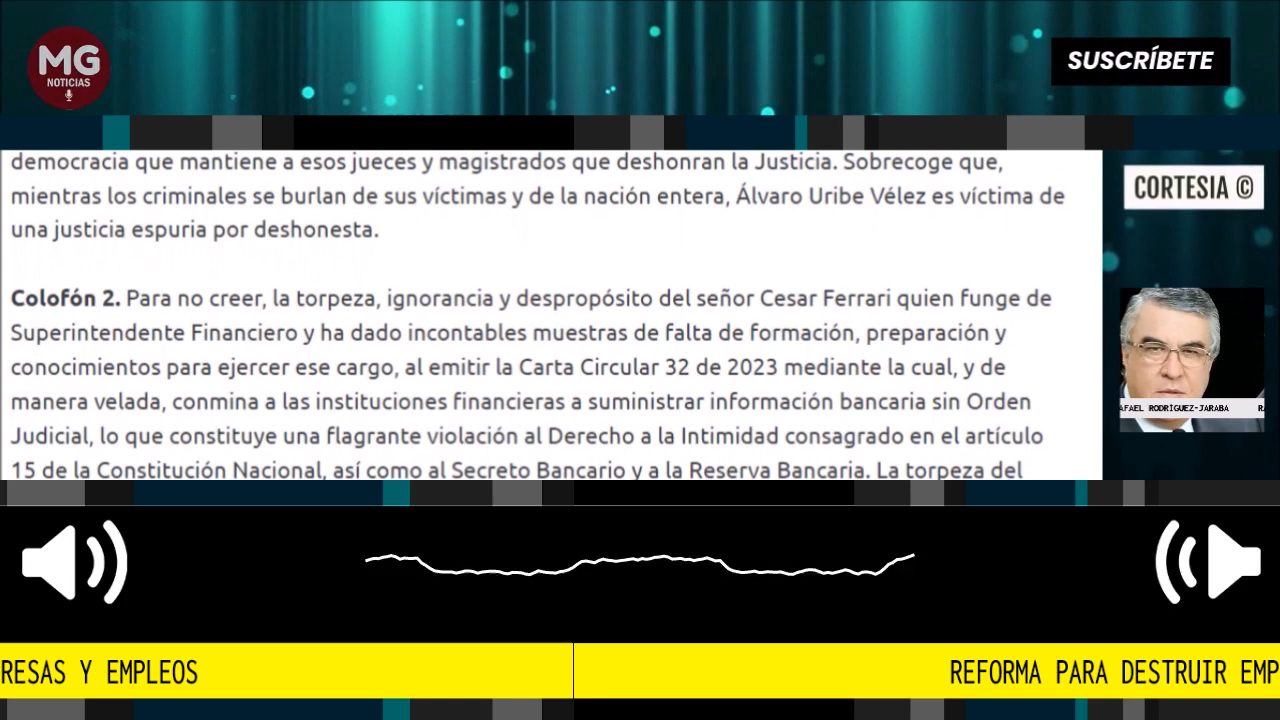 MG
NOTICIAS
SUSCRÍBETE
democracia que mantiene a esos jueces y magistrados que deshonran la Justicia. Sobrecoge que,
mientras los criminales se burlan de sus víctimas y de la nación entera, Álvaro Uribe Vélez es víctima de
una justicia espuria por deshonesta.
Colofón 2. Para no creer, la torpeza, ignorancia y despropósito del señor Cesar Ferrari quien funge de
Superintendente Financiero y ha dado incontables muestras de falta de formación, preparación y
conocimientos para ejercer ese cargo, al emitir la Carta Circular 32 de 2023 mediante la cual, y de
manera velada, conmina a las instituciones financieras a suministrar información bancaria sin Orden
Judicial, lo que constituye una flagrante violación al Derecho a la Intimidad consagrado en el artículo
15 de la Constitución Nacional, así como al Secreto Bancario y a la Reserva Bancaria. La torpeza del
CORTESIA ©
AFAEL RODRÍGUEZ-JARABA RA
RESAS Y EMPLEOS REFORMA PARA DESTRUIR EMP